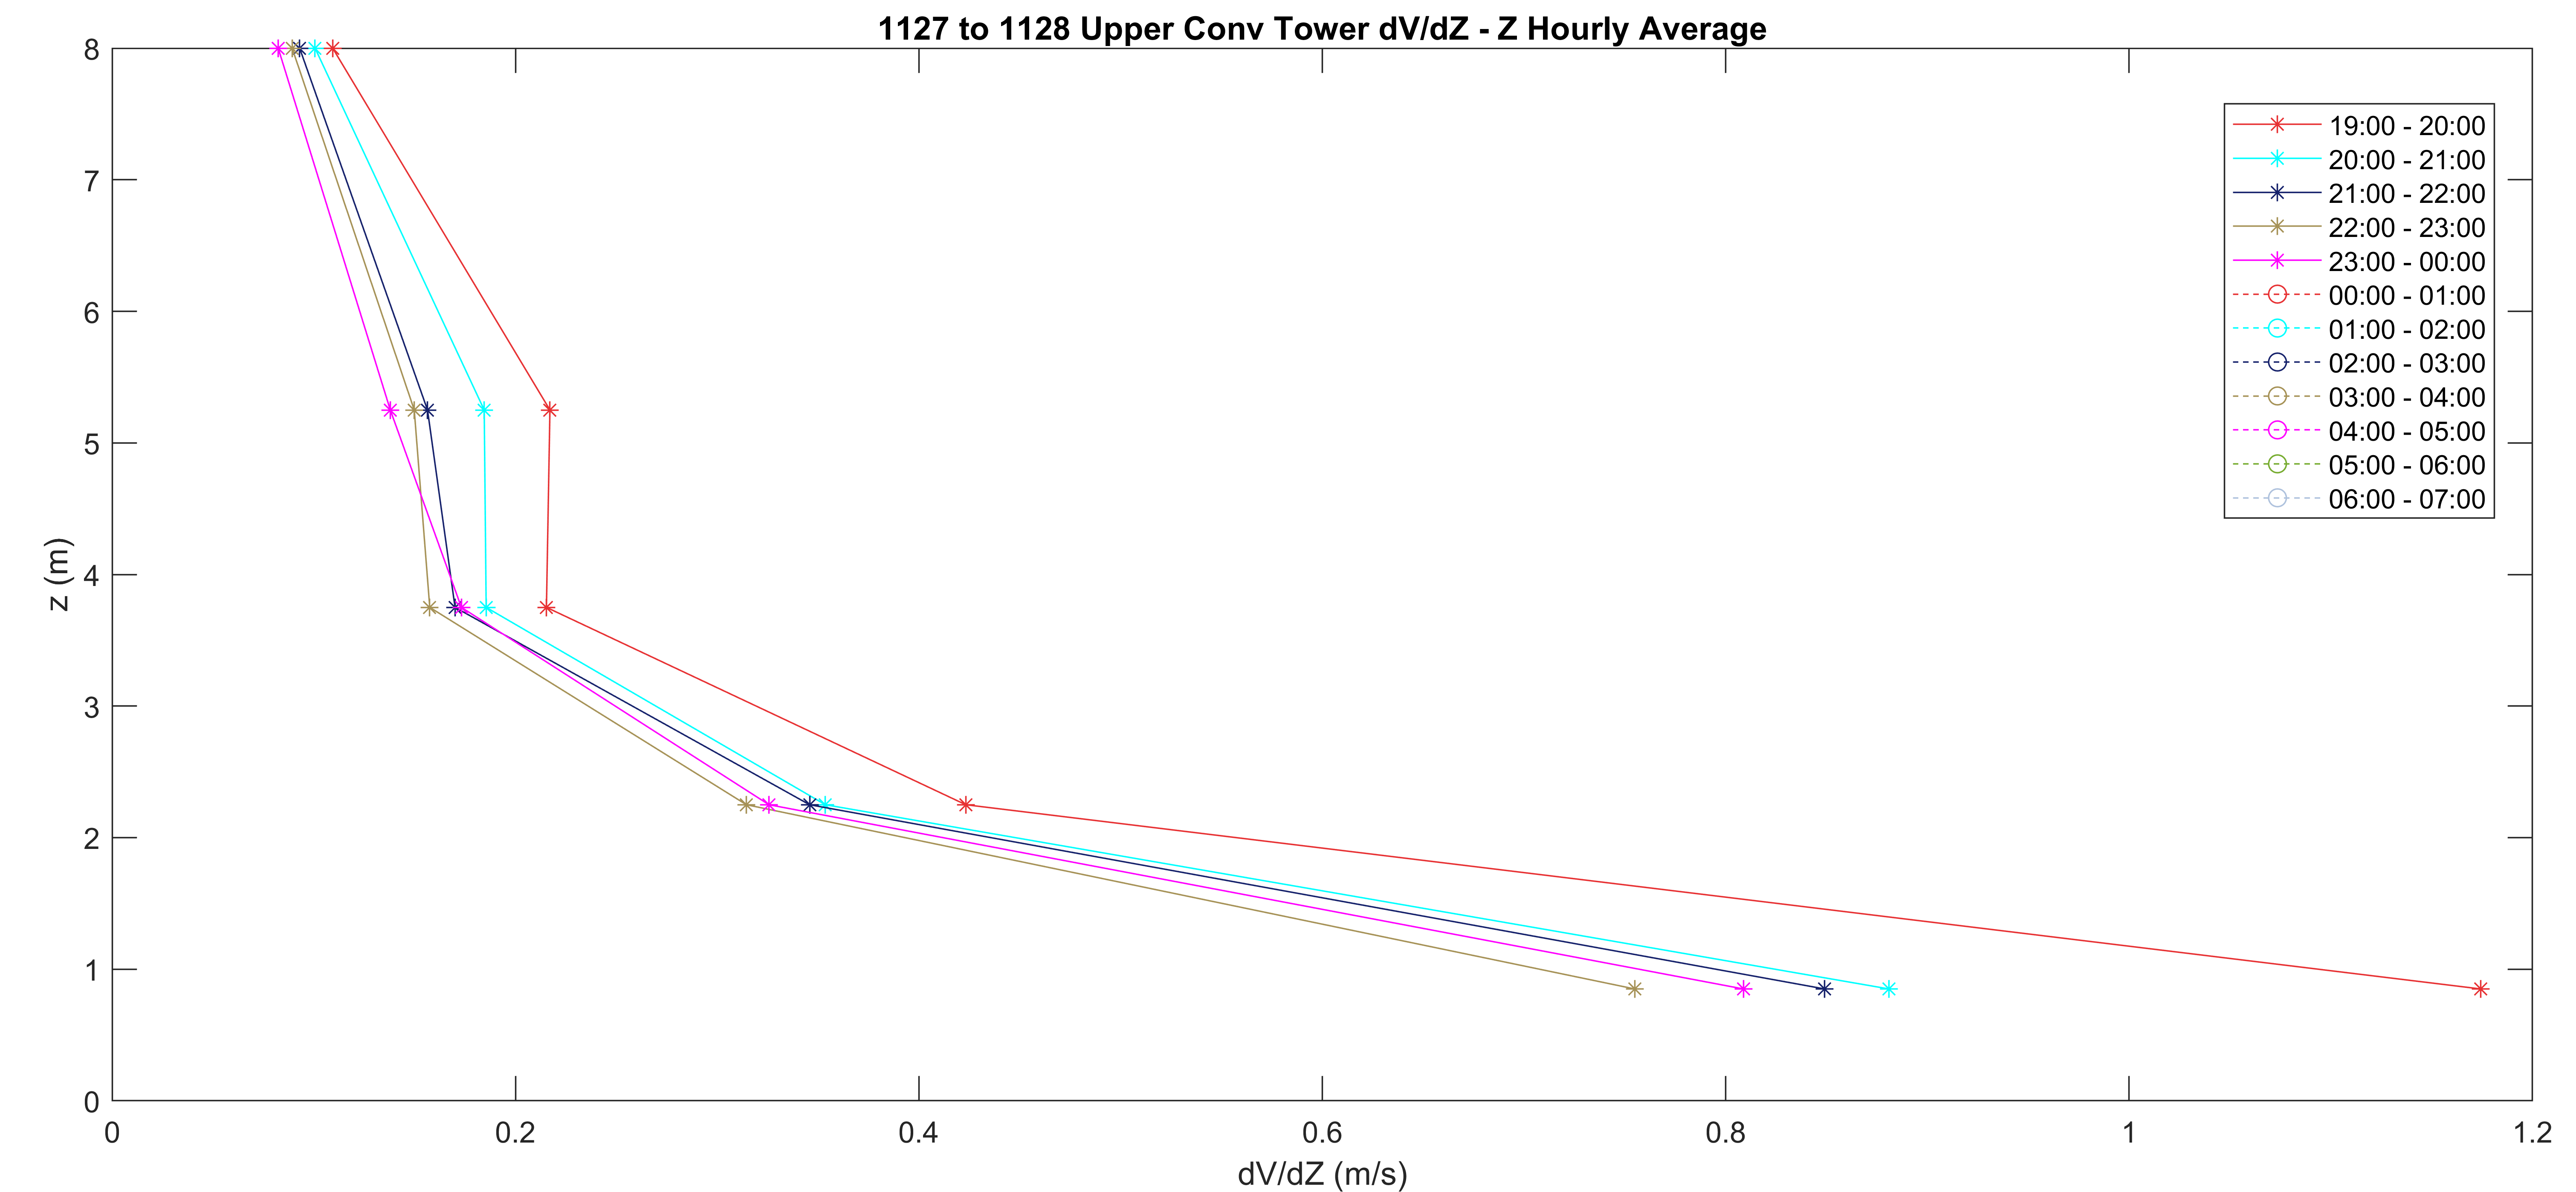 1127 to 1128 Upper Conv Tower dV/dZ - Z Hourly Average
8
7
6
5
4
3
2
1
0
z (m)
19:00 - 20:00
20:00 - 21:00
21:00 - 22:00
22:00 - 23:00
23:00 - 00:00
00:00 - 01:00
01:00 - 02:00
02:00 - 03:00
03:00 - 04:00
04:00 - 05:00
05:00 - 06:00
06:00 - 07:00
0 0.2 0.4 0.6 0.8 1 1.2
dV/dZ (m/s)